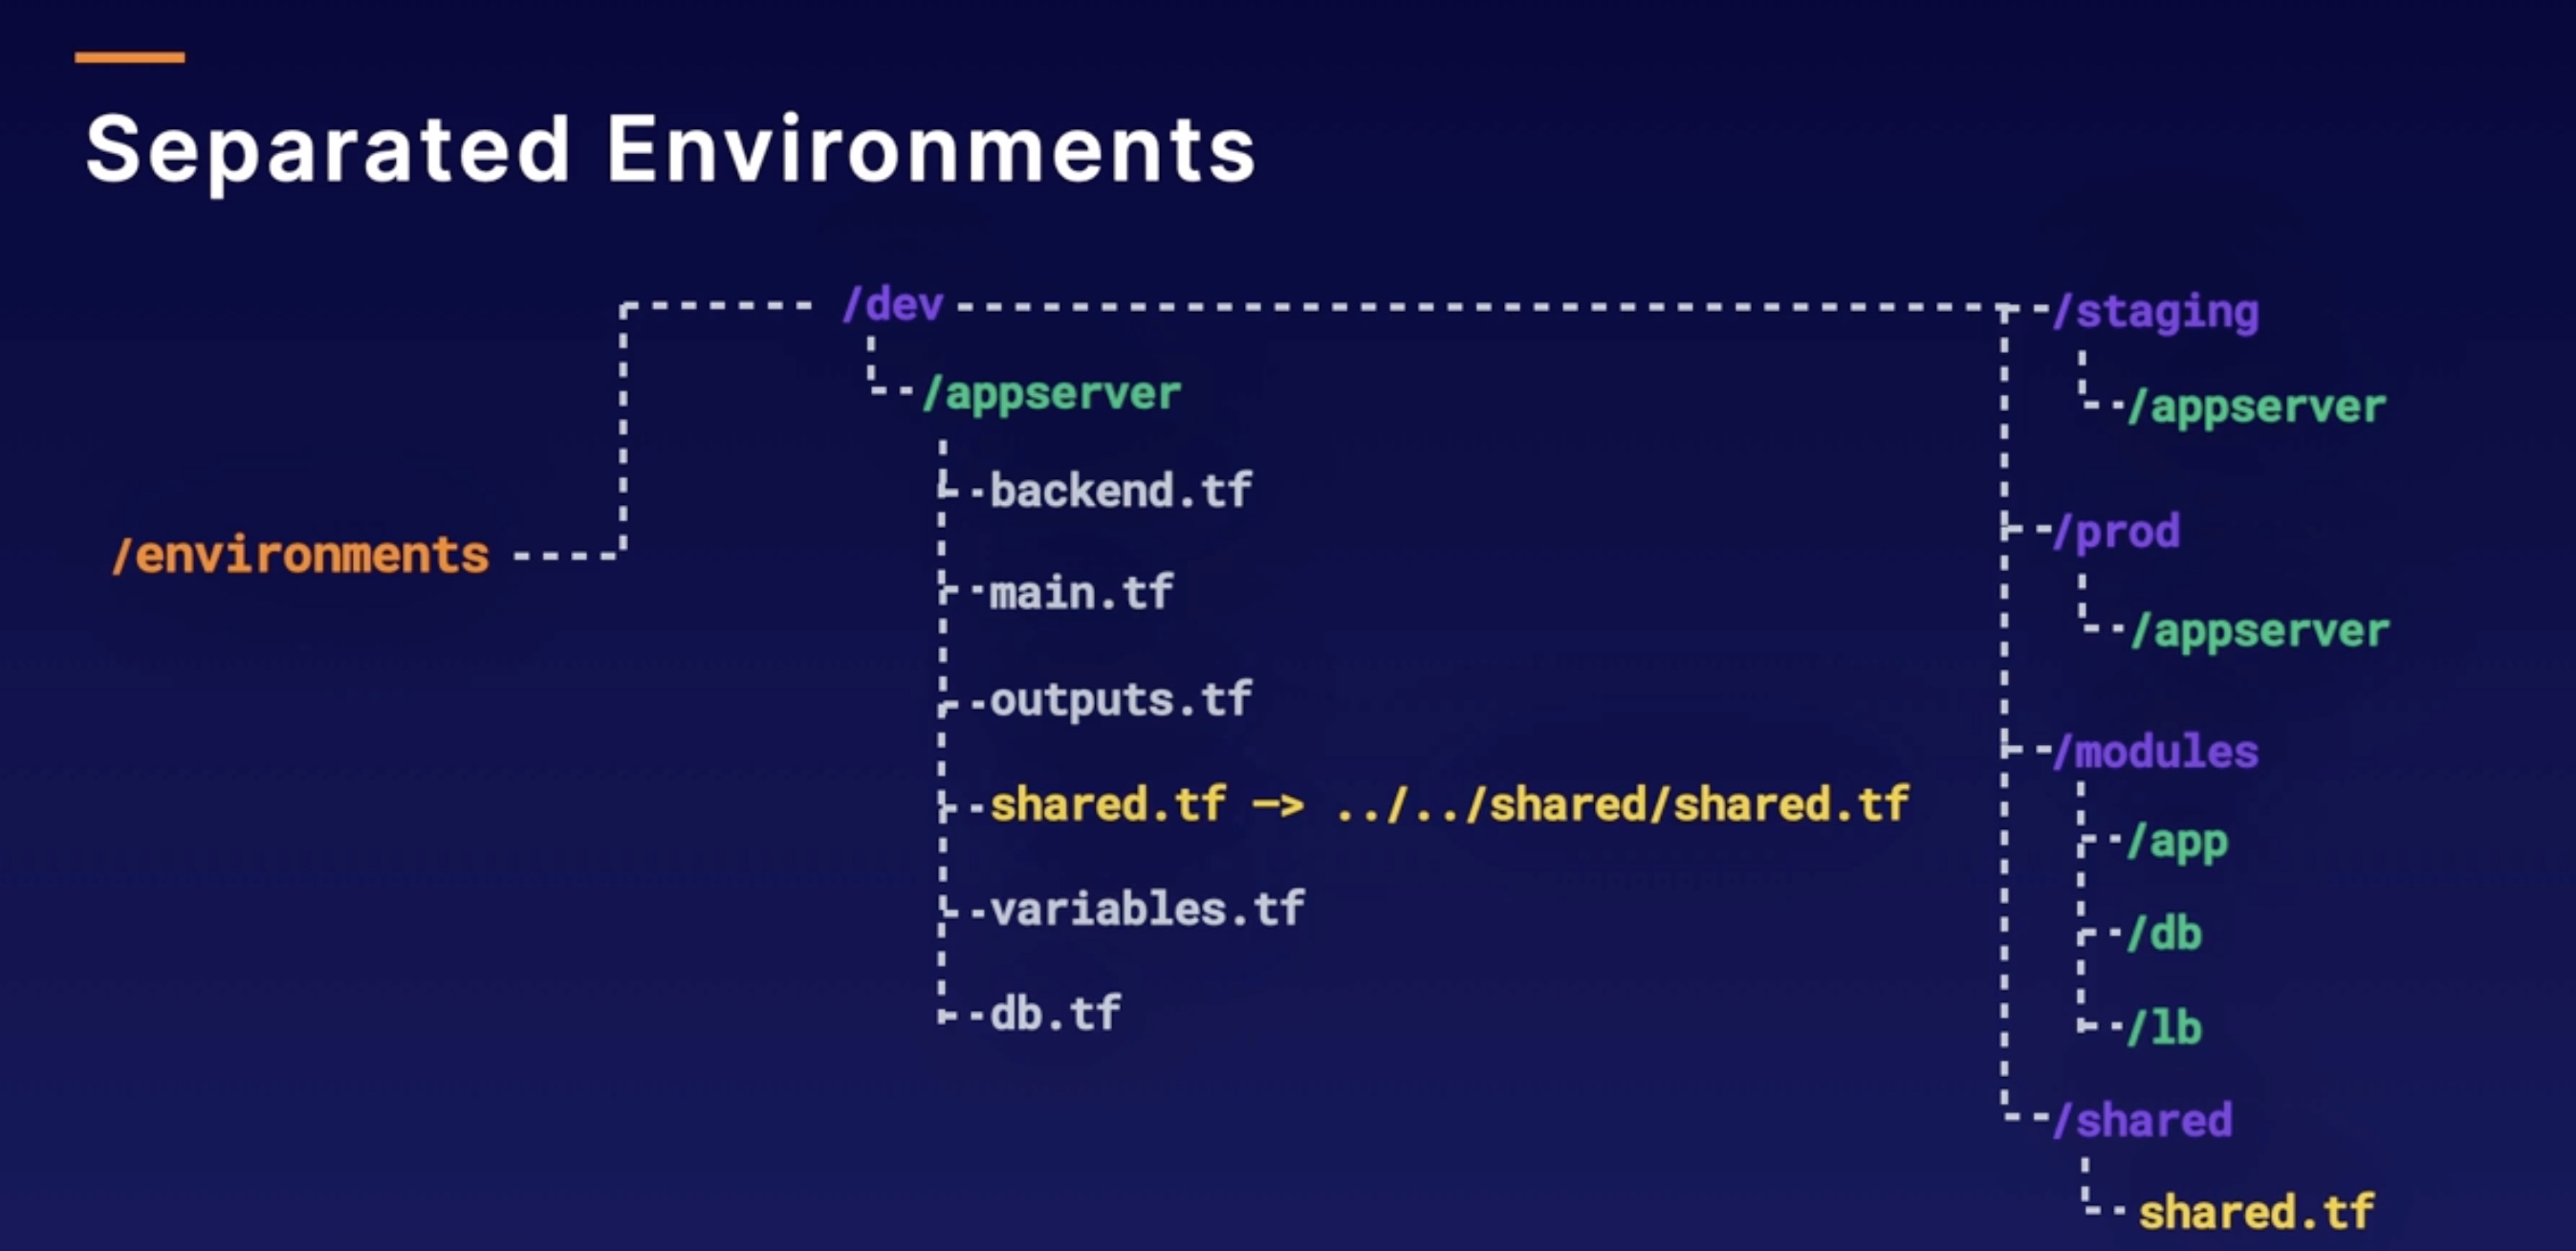 Separated Environments
/environments
/dev
/appserver
backend.tf
main.tf
outputs.tf
shared.tf —> ../../shared/shared.tf
variables.tf
db.tf
/staging
/appserver
/prod
/appserver
/modules
/app
/db
/lb
/shared
shared.tf